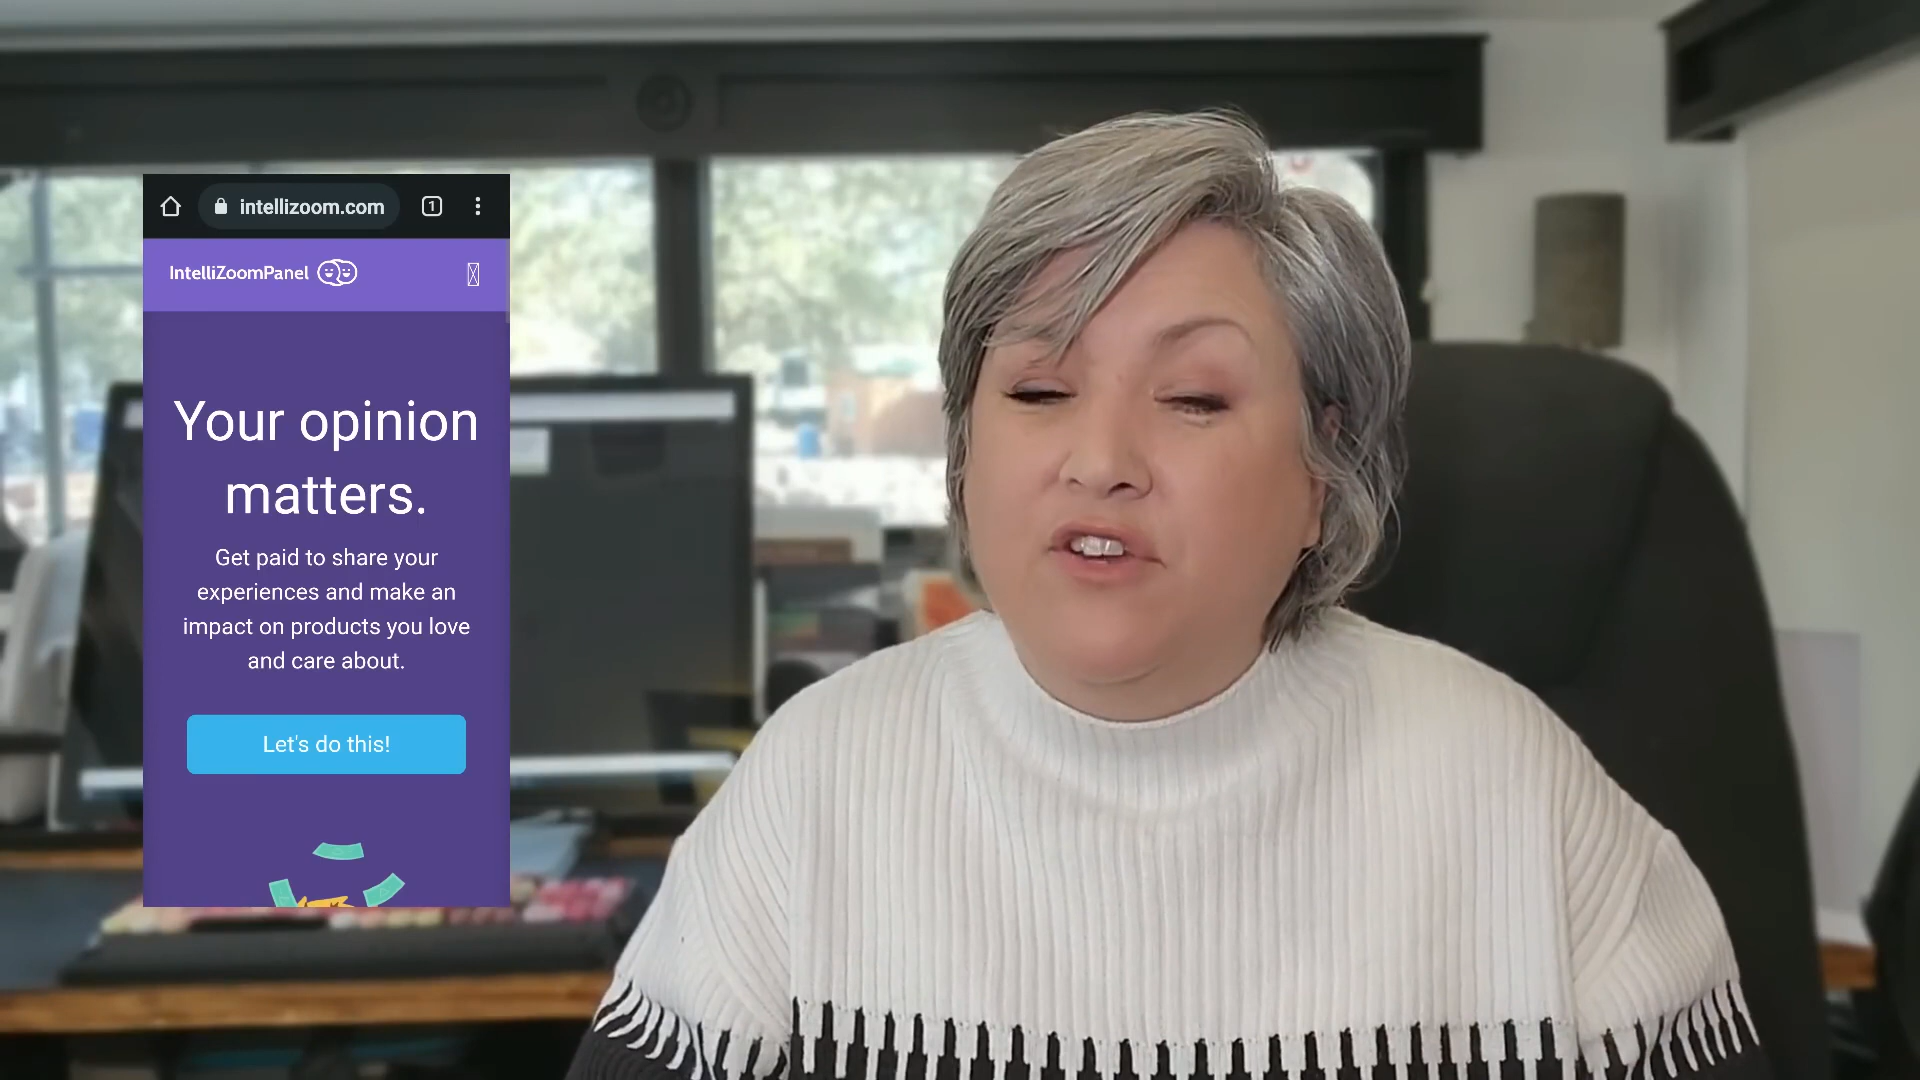 intellizoom.com
1
IntelliZoomPanel
Your opinion
matters.
Get paid to share your
experiences and make an
impact on products you love
and care about.
Let's do this!